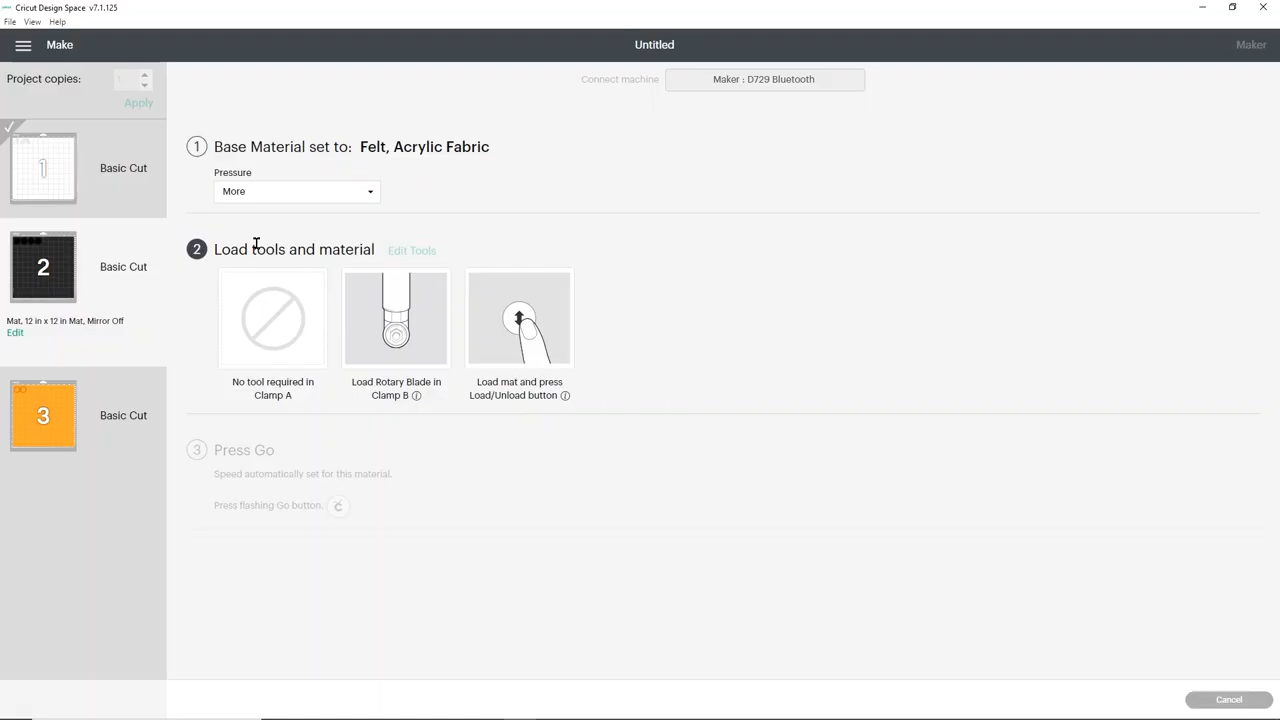 Cricut Design Space v7.1.125
File View Help
Make
Untitled
Maker
Project copies:
Apply
Connect machine
Maker : D729 Bluetooth
1
Basic Cut
2
Basic Cut
Mat, 12 in x 12 in Mat, Mirror Off
Edit
3
Basic Cut
1 Base Material set to: Felt, Acrylic Fabric
Pressure
More
2 Load tools and material Edit Tools
No tool required in
Clamp A
Load Rotary Blade in
Clamp B
Load mat and press
Load/Unload button
3 Press Go
Speed automatically set for this material.
Press flashing Go button.
Cancel